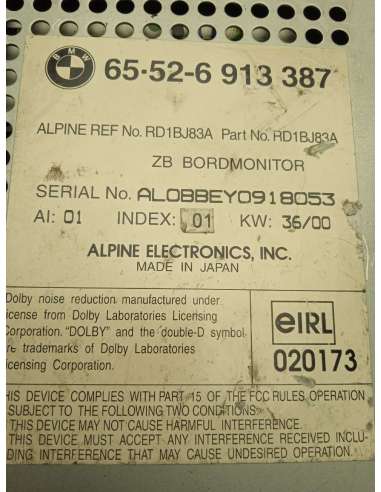 BMW
65·52-6 913 387
ALPINE REF No. RD1BJ83A Part No. RD1BJ83A
ZB BORDMONITOR
SERIAL No. AL0BBEY0918053
AI: 01 INDEX: 01 KW: 36/00
ALPINE ELECTRONICS, INC.
MADE IN JAPAN
Dolby noise reduction manufactured under
license from Dolby Laboratories Licensing
Corporation. "DOLBY" and the double-D symbol
are trademarks of Dolby Laboratories
Licensing Corporation.
eIRL
020173
THIS DEVICE COMPLIES WITH PART 15 OF THE FCC RULES OPERATION
SUBJECT TO THE FOLLOWING TWO CONDITIONS:
THIS DEVICE MAY NOT CAUSE HARMFUL INTERFERENCE.
THIS DEVICE MUST ACCEPT ANY INTERFERENCE RECEIVED INCLU-
DING INTERFERENCE THAT MAY CAUSE UNDESIRED OPERATION